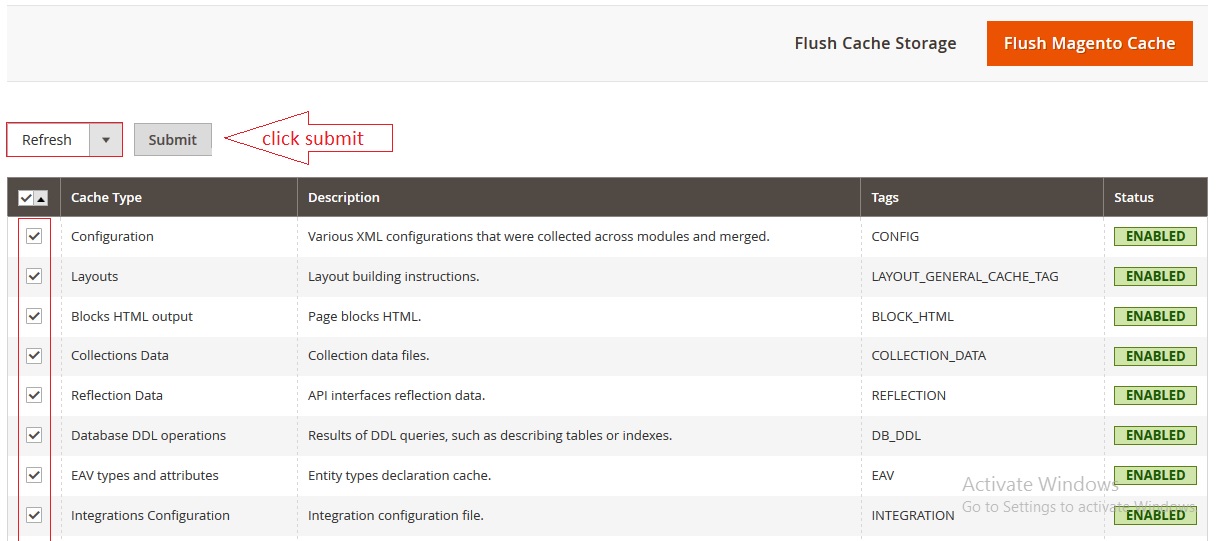 Flush Cache Storage Flush Magento Cache
Refresh Submit click submit
Cache Type Description Tags Status
Configuration Various XML configurations that were collected across modules and merged. CONFIG ENABLED
Layouts Layout building instructions. LAYOUT_GENERAL_CACHE_TAG ENABLED
Blocks HTML output Page blocks HTML. BLOCK_HTML ENABLED
Collections Data Collection data files. COLLECTION_DATA ENABLED
Reflection Data API interfaces reflection data. REFLECTION ENABLED
Database DDL operations Results of DDL queries, such as describing tables or indexes. DB_DDL ENABLED
EAV types and attributes Entity types declaration cache. EAV ENABLED
Activate Windows
Go to Settings to activate Windows.
Integrations Configuration Integration configuration file. INTEGRATION ENABLED